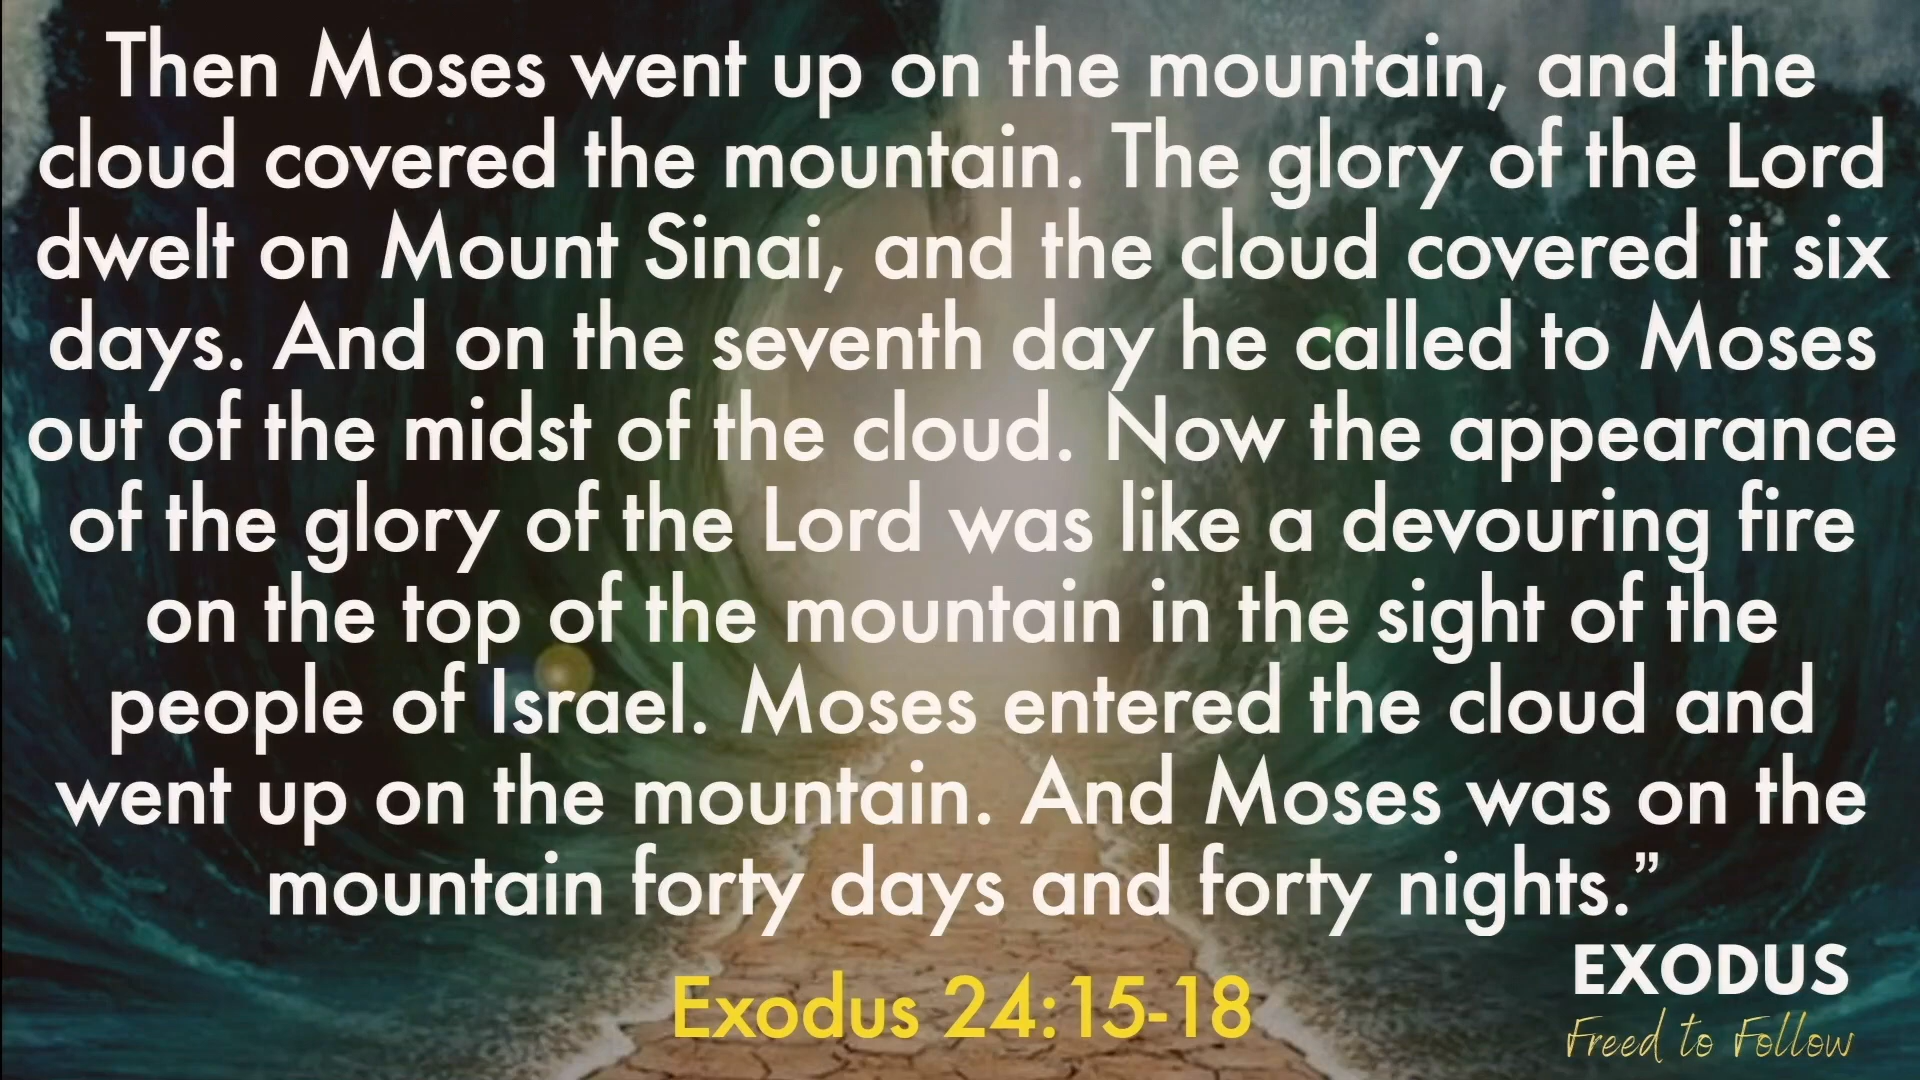 Then Moses went up on the mountain, and the
cloud covered the mountain. The glory of the Lord
dwelt on Mount Sinai, and the cloud covered it six
days. And on the seventh day he called to Moses
out of the midst of the cloud. Now the appearance
of the glory of the Lord was like a devouring fire
on the top of the mountain in the sight of the
people of Israel. Moses entered the cloud and
went up on the mountain. And Moses was on the
mountain forty days and forty nights.”
Exodus 24:15-18
EXODUS
Freed to Follow